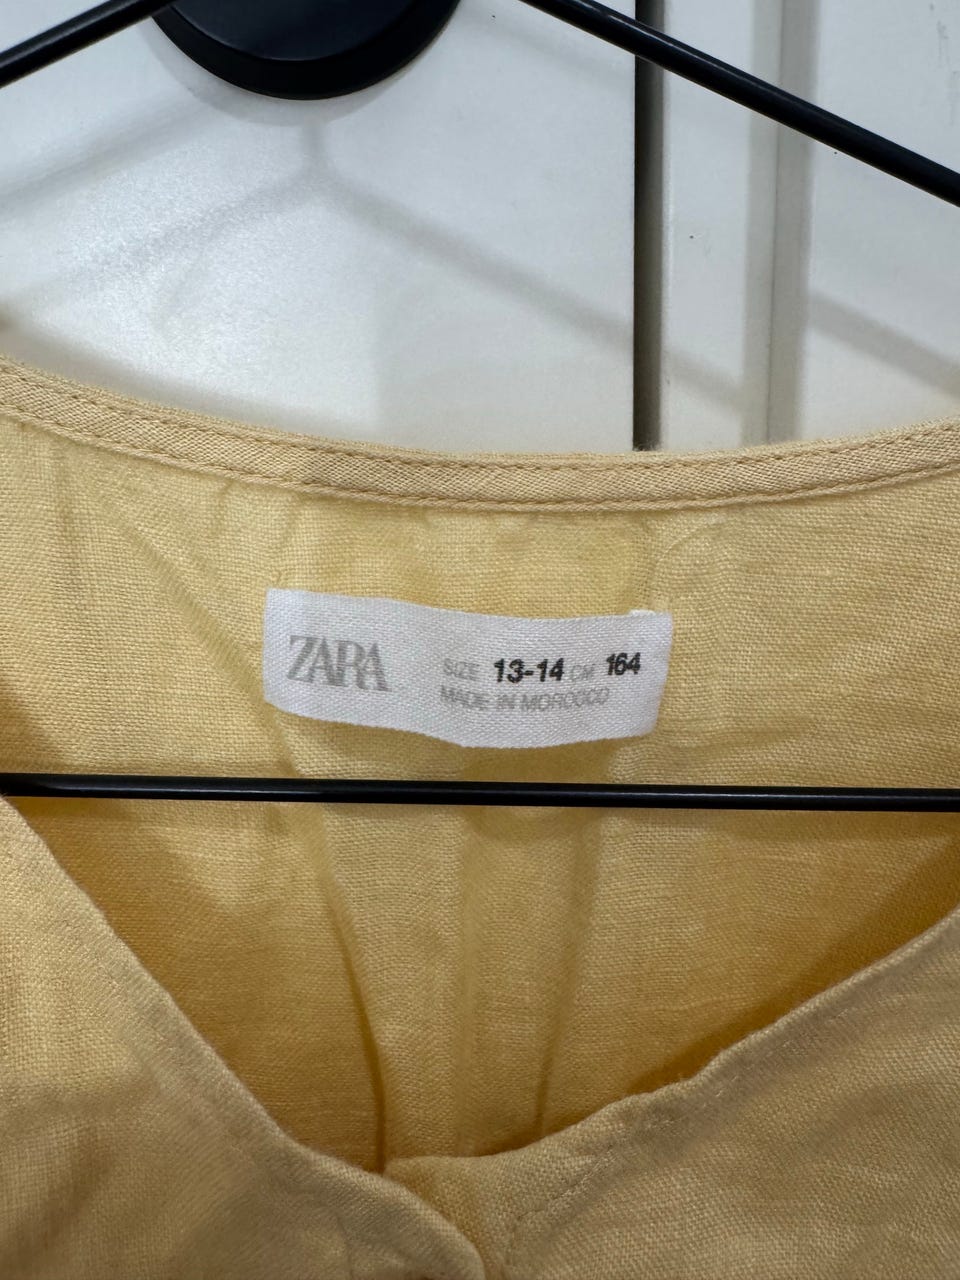 ZARA
SIZE 13-14 CM 164
MADE IN MOROCCO